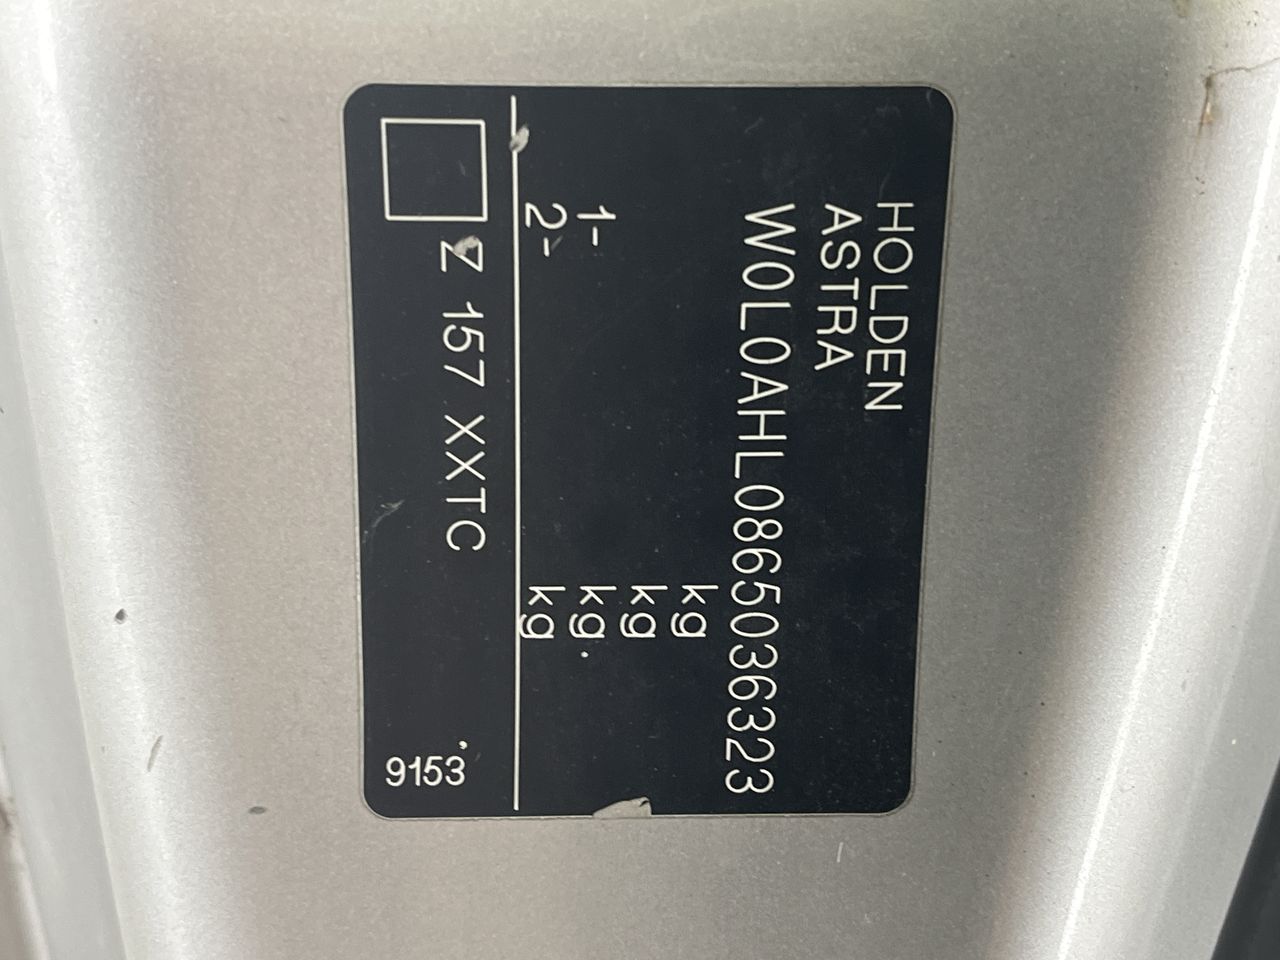 HOLDEN
ASTRA
W0L0AHL0865036323
kg
kg
1- kg
2- kg
Z 157 XXTC
9153